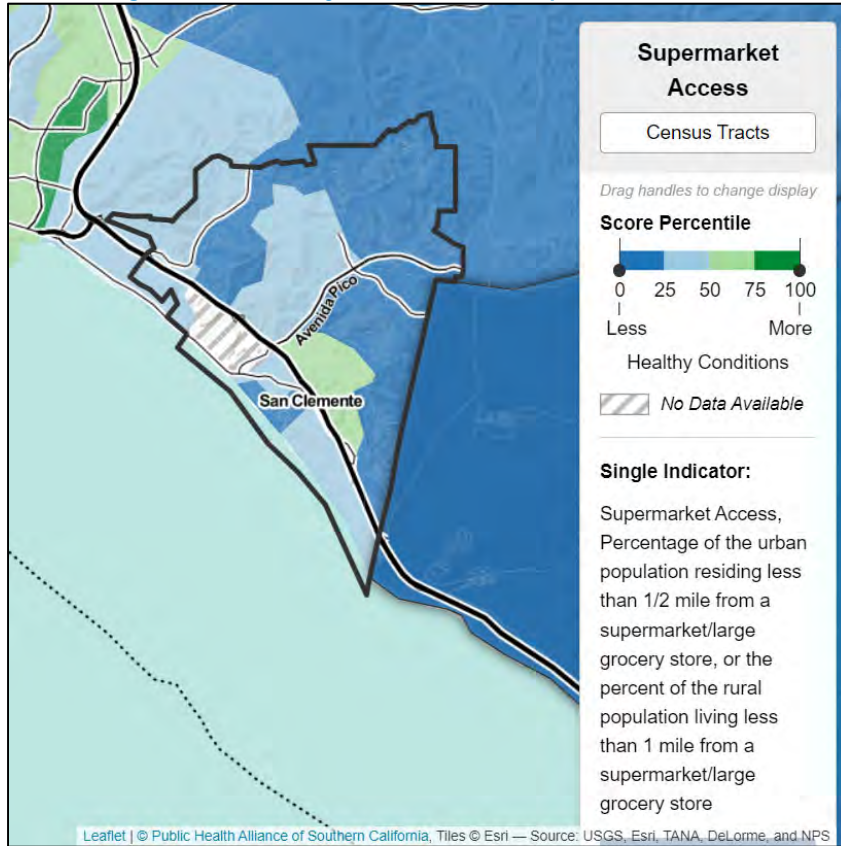 Supermarket
Access
Census Tracts
Drag handles to change display
Score Percentile
0 25 50 75 100
Less More
Healthy Conditions
No Data Available
Single Indicator:
Supermarket Access,
Percentage of the urban
population residing less
than 1/2 mile from a
supermarket/large
grocery store, or the
percent of the rural
population living less
than 1 mile from a
supermarket/large
grocery store
Avenida Pico
San Clemente
Leaflet | © Public Health Alliance of Southern California, Tiles © Esri — Source: USGS, Esri, TANA, DeLorme, and NPS